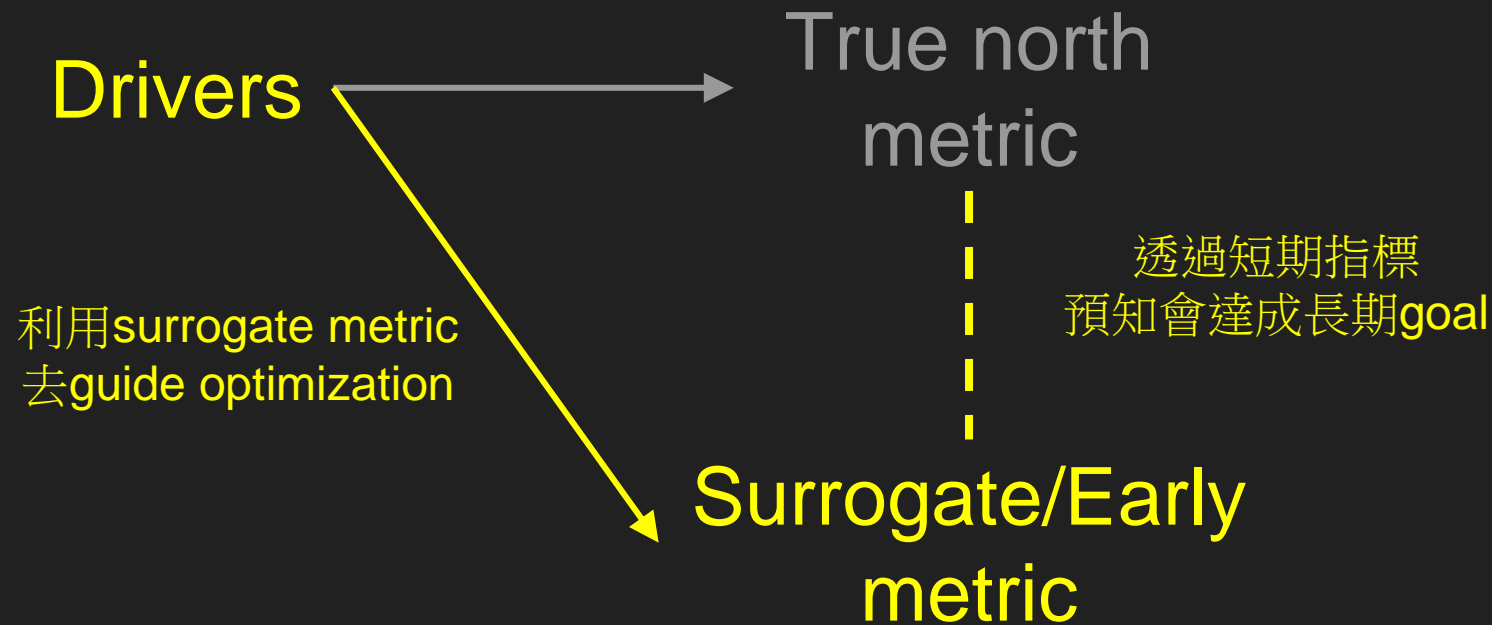 Drivers
True north
metric
透過短期指標
預知會達成長期goal
利用surrogate metric
去guide optimization
Surrogate/Early
metric